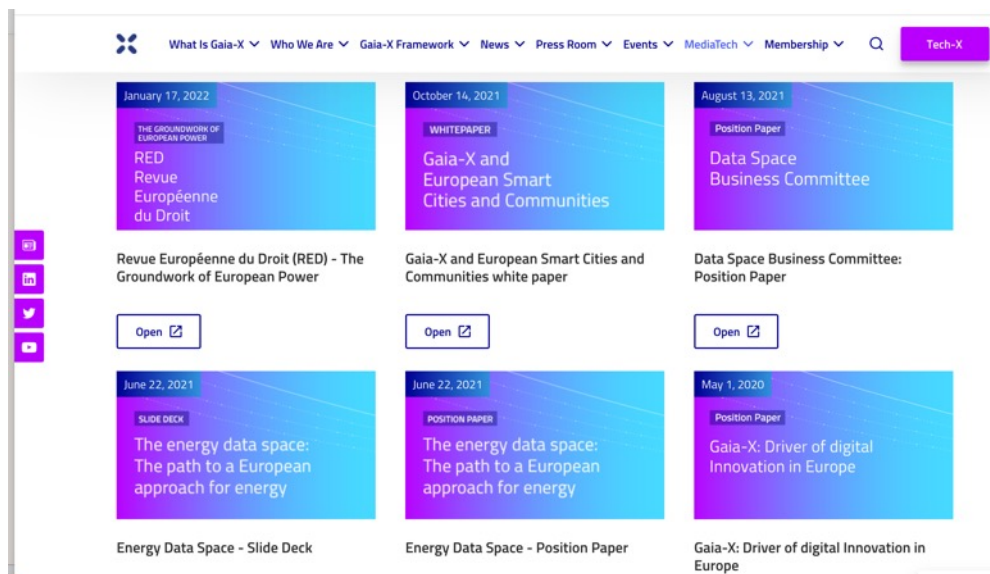 What Is Gaia-X Who We Are Gaia-X Framework News Press Room Events MediaTech Membership Tech-X
January 17, 2022
THE GROUNDWORK OF
EUROPEAN POWER
RED
Revue
Européenne
du Droit
Revue Européenne du Droit (RED) - The
Groundwork of European Power
Open
October 14, 2021
WHITEPAPER
Gaia-X and
European Smart
Cities and Communities
Gaia-X and European Smart Cities and
Communities white paper
Open
August 13, 2021
Position Paper
Data Space
Business Committee
Data Space Business Committee:
Position Paper
Open
in
June 22, 2021
SLIDE DECK
The energy data space:
The path to a European
approach for energy
Energy Data Space - Slide Deck
June 22, 2021
POSITION PAPER
The energy data space:
The path to a European
approach for energy
Energy Data Space - Position Paper
May 1, 2020
Position Paper
Gaia-X: Driver of digital
Innovation in Europe
Gaia-X: Driver of digital Innovation in
Europe